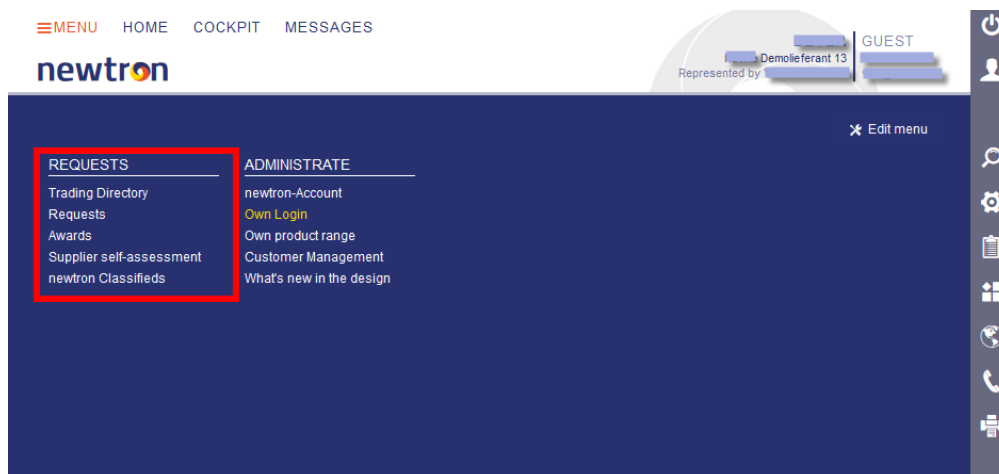 MENU HOME COCKPIT MESSAGES
GUEST
newtron
Demolieferant 13
Represented by
Edit menu
REQUESTS
Trading Directory
Requests
Awards
Supplier self-assessment
newtron Classifieds
ADMINISTRATE
newtron-Account
Own Login
Own product range
Customer Management
What's new in the design